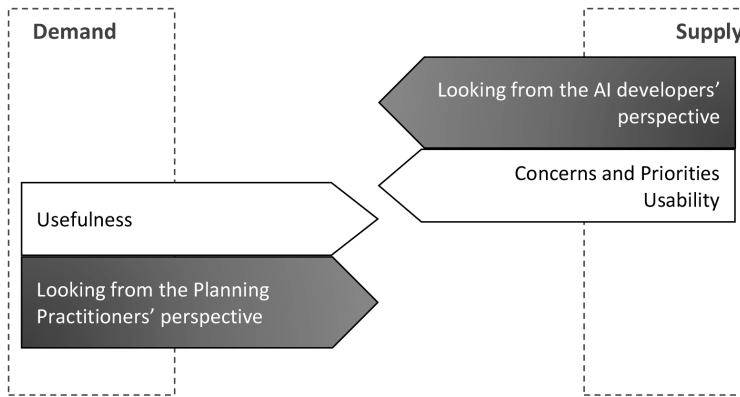 Demand
Supply
Looking from the AI developers’
perspective
Concerns and Priorities
Usability
Usefulness
Looking from the Planning
Practitioners’ perspective